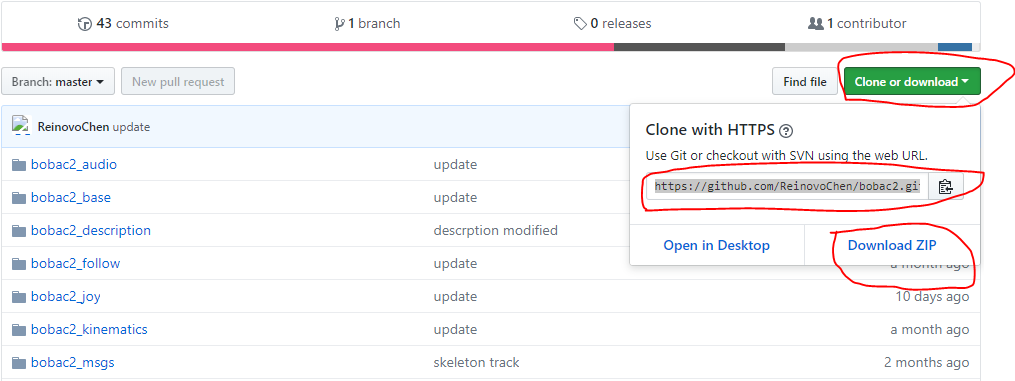 43 commits 1 branch 0 releases 1 contributor
Branch: master New pull request Find file Clone or download
ReinovoChen update
Clone with HTTPS
Use Git or checkout with SVN using the web URL.
https://github.com/ReinovoChen/bobac2.gi
Open in Desktop Download ZIP
bobac2_audio update
bobac2_base update
bobac2_description descrption modified
bobac2_follow update a month ago
bobac2_joy update 10 days ago
bobac2_kinematics update a month ago
bobac2_msgs skeleton track 2 months ago